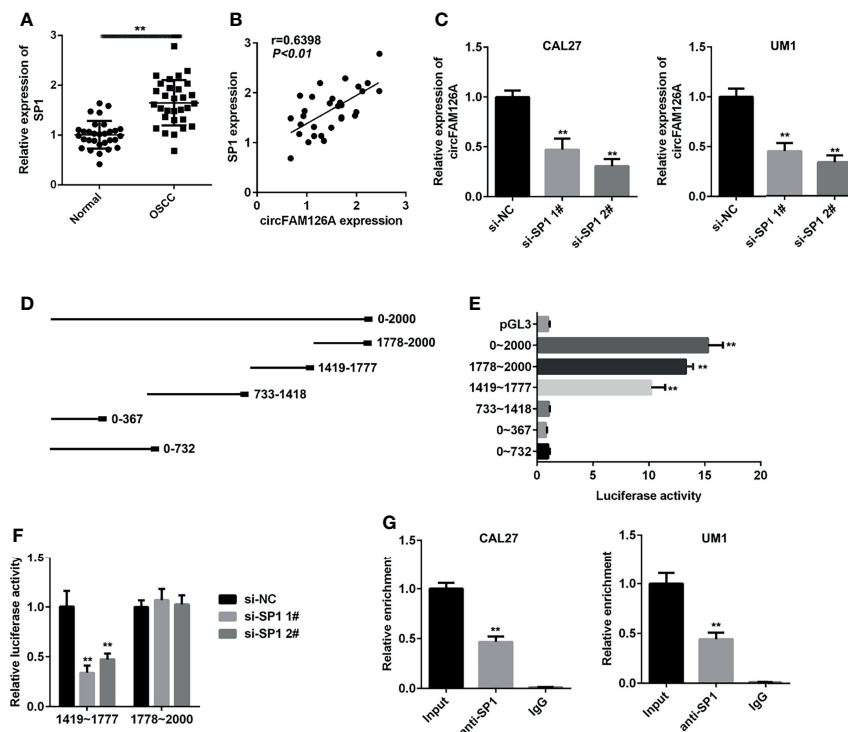 A
Relative expression of
SP1
3
2
1
0
**
Normal
OSCC
B
r=0.6398
P<0.01
SP1 expression
3
2
1
0
0
1
2
3
circFAM126A expression
C
CAL27
Relative expression of
circFAM126A
1.5
1.0
0.5
0.0
**
**
si-NC
si-SP1 1#
si-SP1 2#
UM1
Relative expression of
circFAM126A
1.5
1.0
0.5
0.0
**
**
si-NC
si-SP1 1#
si-SP1 2#
D
0-2000
1778-2000
1419-1777
733-1418
0-367
0-732
E
pGL3
0~2000
**
1778~2000
**
1419~1777
**
733~1418
0~367
0~732
0
5
10
15
20
Luciferase activity
F
Relative luciferase activity
1.5
1.0
0.5
0.0
**
**
1419~1777
1778~2000
si-NC
si-SP1 1#
si-SP1 2#
G
CAL27
Relative enrichment
1.5
1.0
0.5
0.0
**
Input
anti-SP1
IgG
UM1
Relative enrichment
1.5
1.0
0.5
0.0
**
Input
anti-SP1
IgG